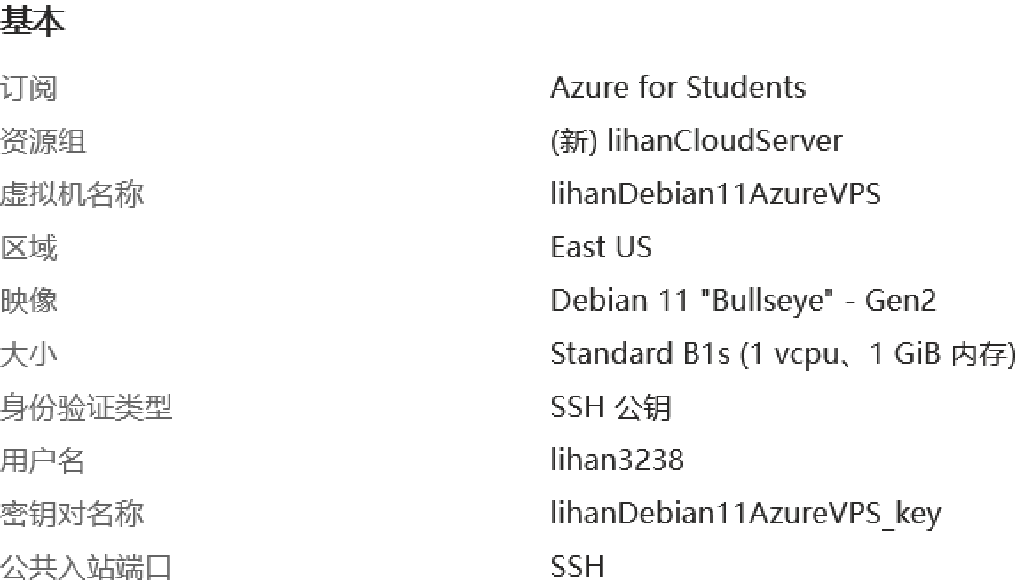 基本
订阅 Azure for Students
资源组 (新) lihanCloudServer
虚拟机名称 lihanDebian11AzureVPS
区域 East US
映像 Debian 11 "Bullseye" - Gen2
大小 Standard B1s (1 vcpu、1 GiB 内存)
身份验证类型 SSH 公钥
用户名 lihan3238
密钥对名称 lihanDebian11AzureVPS_key
公共入站端口 SSH